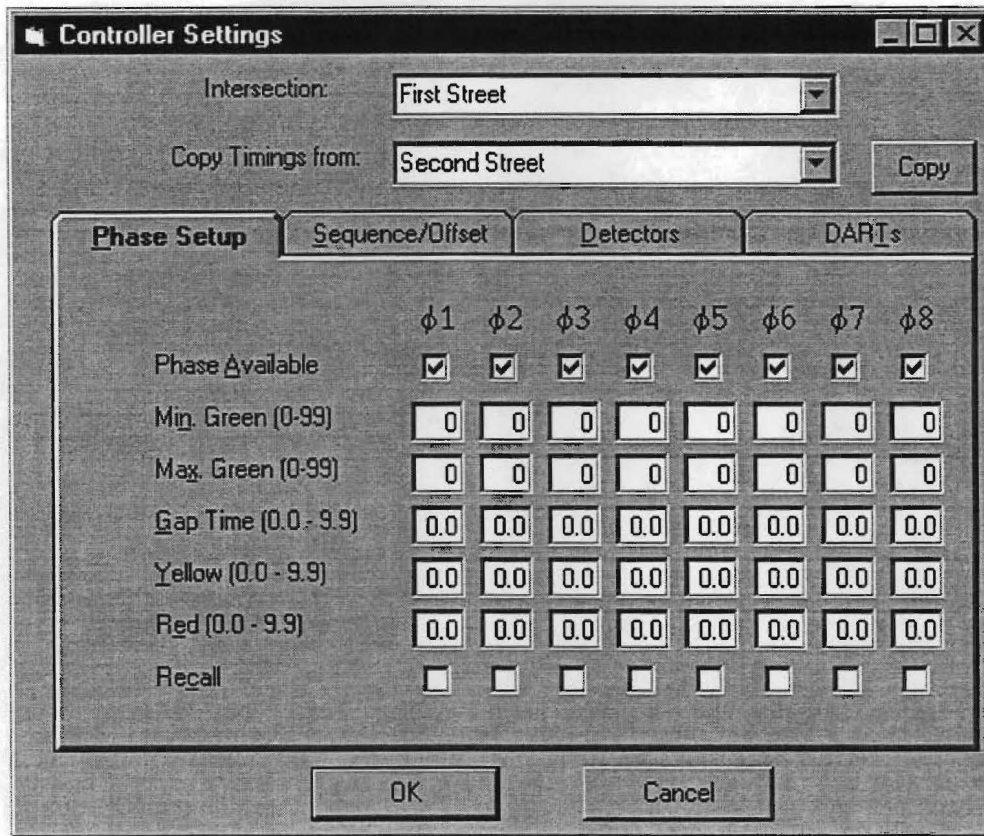 Controller Settings
Intersection: First Street
Copy Timings from: Second Street Copy
Phase Setup Sequence/Offset Detectors DARTs
ϕ1 ϕ2 ϕ3 ϕ4 ϕ5 ϕ6 ϕ7 ϕ8
Phase Available
Min. Green (0-99) 0 0 0 0 0 0 0 0
Max. Green (0-99) 0 0 0 0 0 0 0 0
Gap Time (0.0 - 9.9) 0.0 0.0 0.0 0.0 0.0 0.0 0.0 0.0
Yellow (0.0 - 9.9) 0.0 0.0 0.0 0.0 0.0 0.0 0.0 0.0
Red (0.0 - 9.9) 0.0 0.0 0.0 0.0 0.0 0.0 0.0 0.0
Recall
OK Cancel